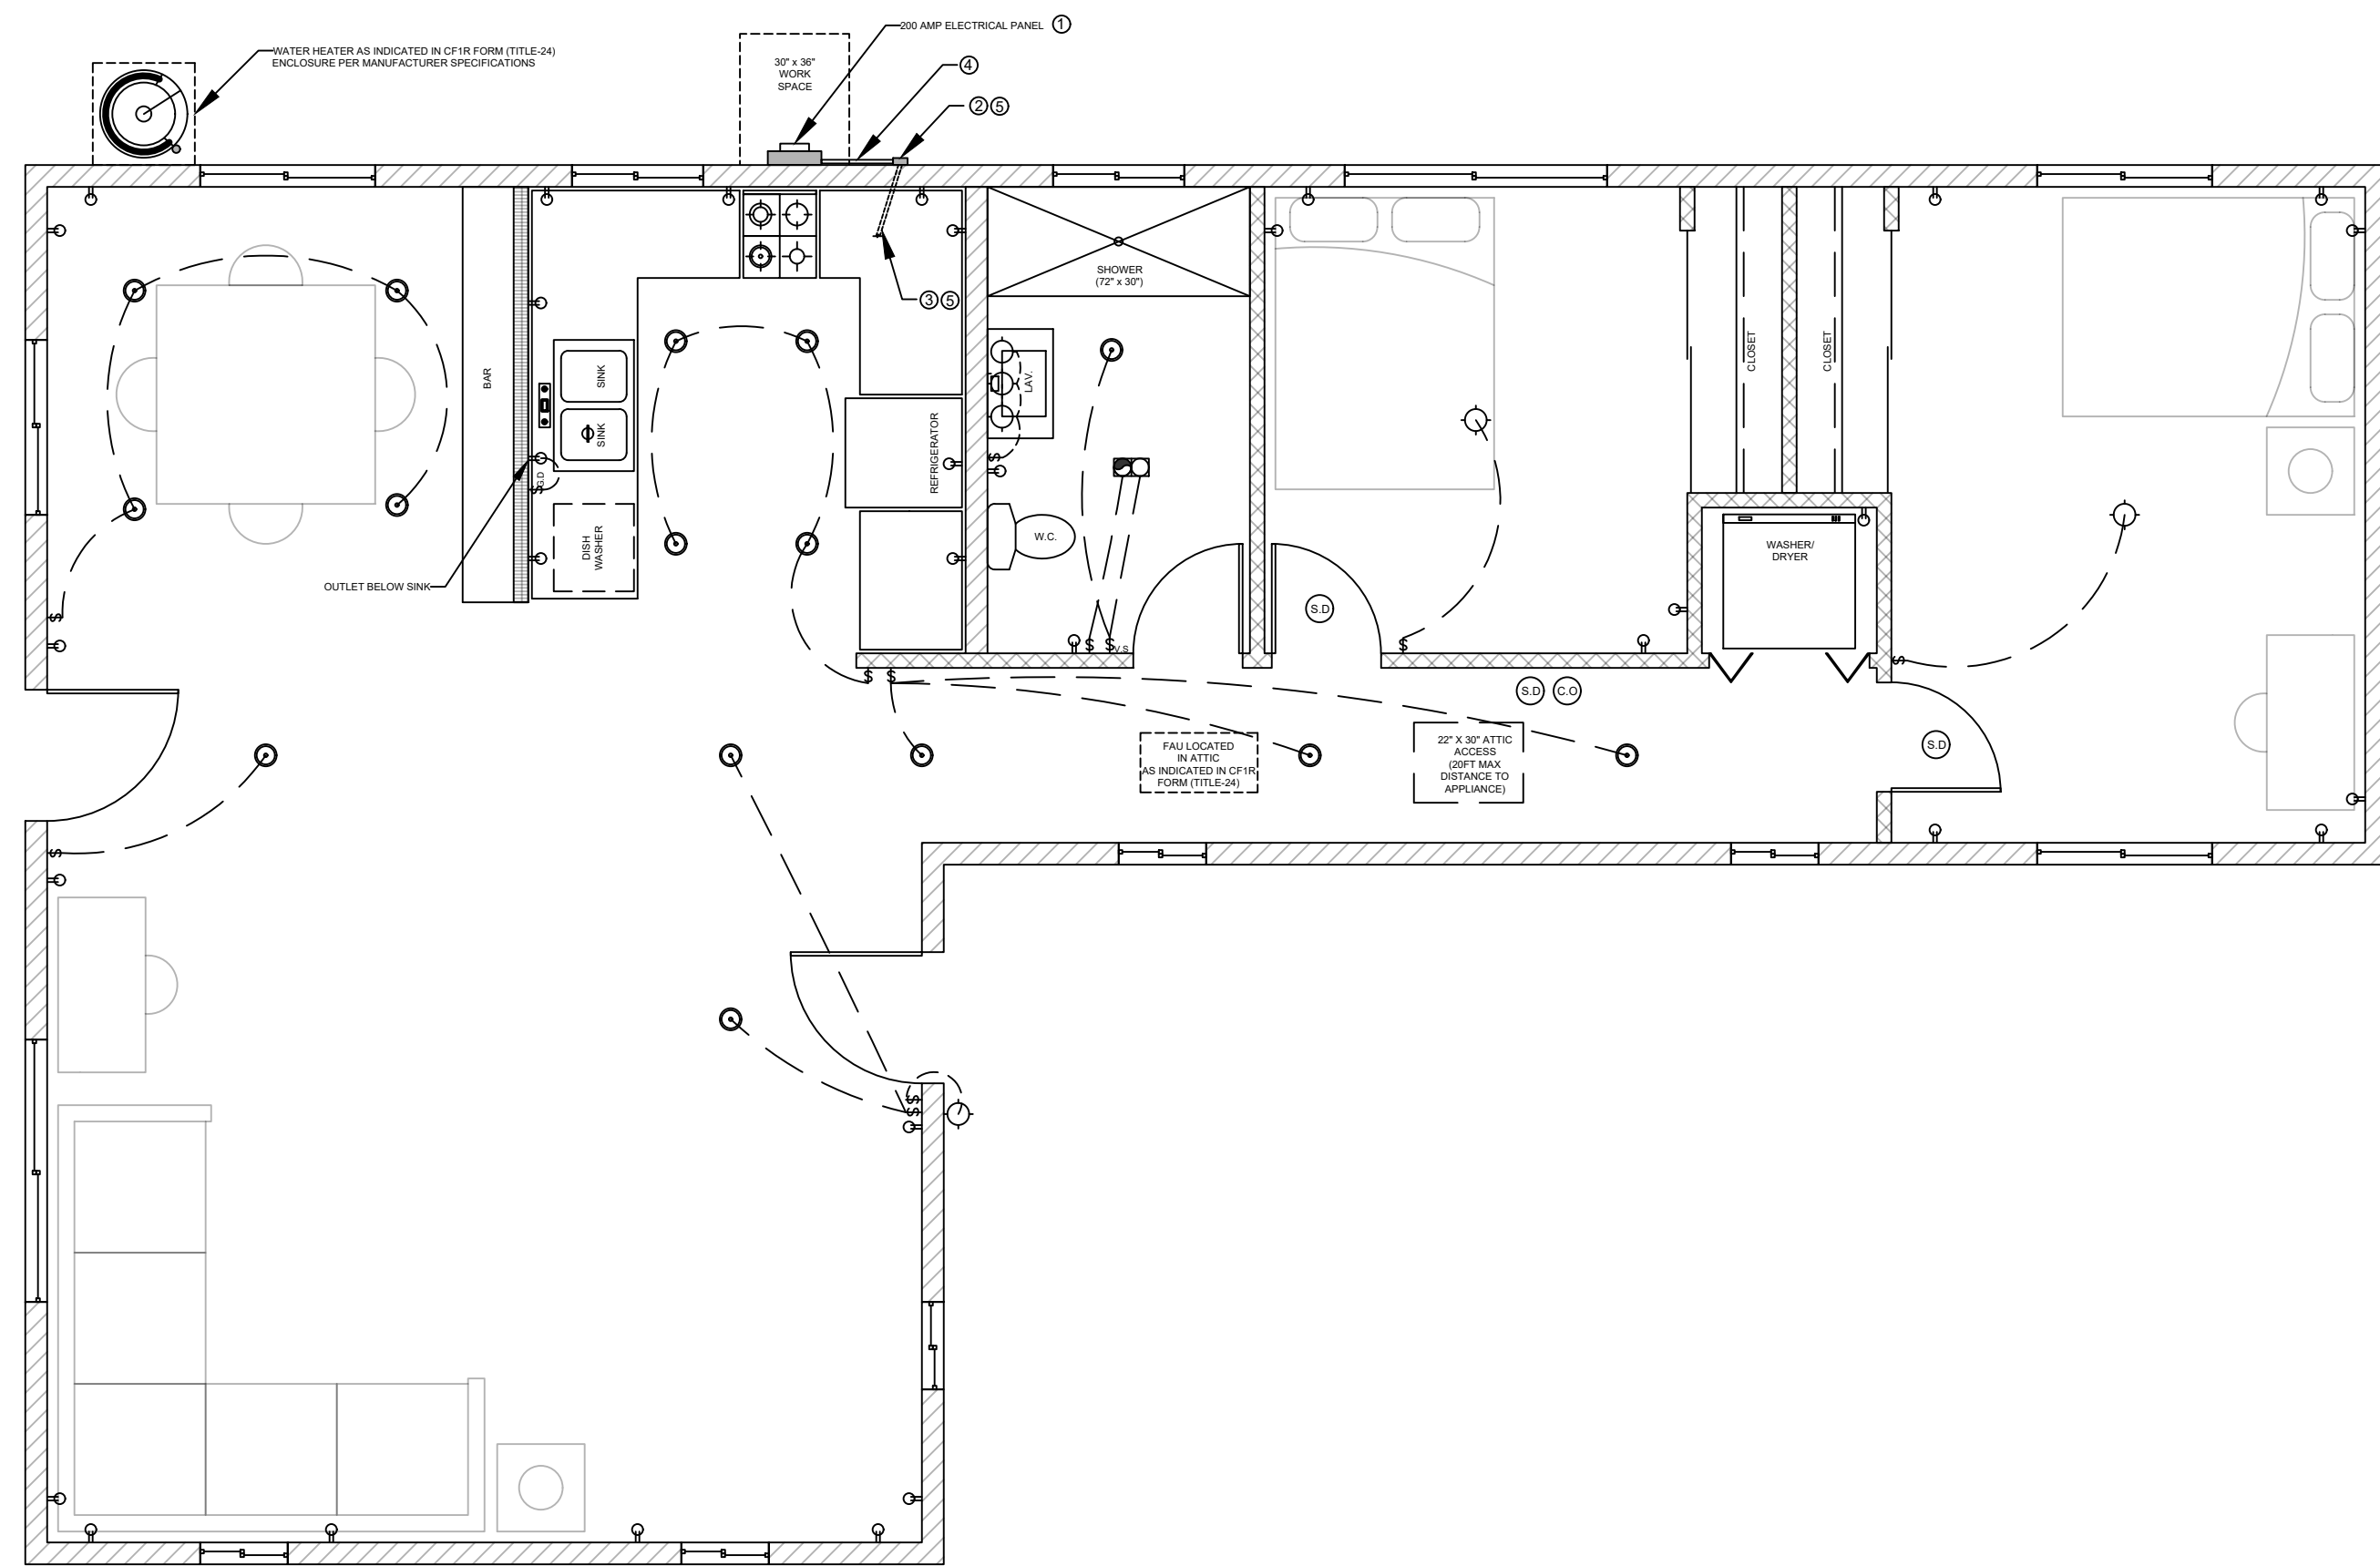 200 AMP ELECTRICAL PANEL 1
WATER HEATER AS INDICATED IN CF1R FORM (TITLE-24)
ENCLOSURE PER MANUFACTURER SPECIFICATIONS
30" x 36"
WORK
SPACE
4
2 5
3 5
SHOWER
(72" x 30")
BAR
SINK
SINK
G.D
DISH
WASHER
REFRIGERATOR
LAV.
W.C.
CLOSET
CLOSET
WASHER/
DRYER
OUTLET BELOW SINK
$
$
$
$
$
$
V.S
$
$
$
$
S.D
S.D
C.O
S.D
FAU LOCATED
IN ATTIC
AS INDICATED IN CF1R
FORM (TITLE-24)
22" X 30" ATTIC
ACCESS
(20FT MAX
DISTANCE TO
APPLIANCE)
$
$
$